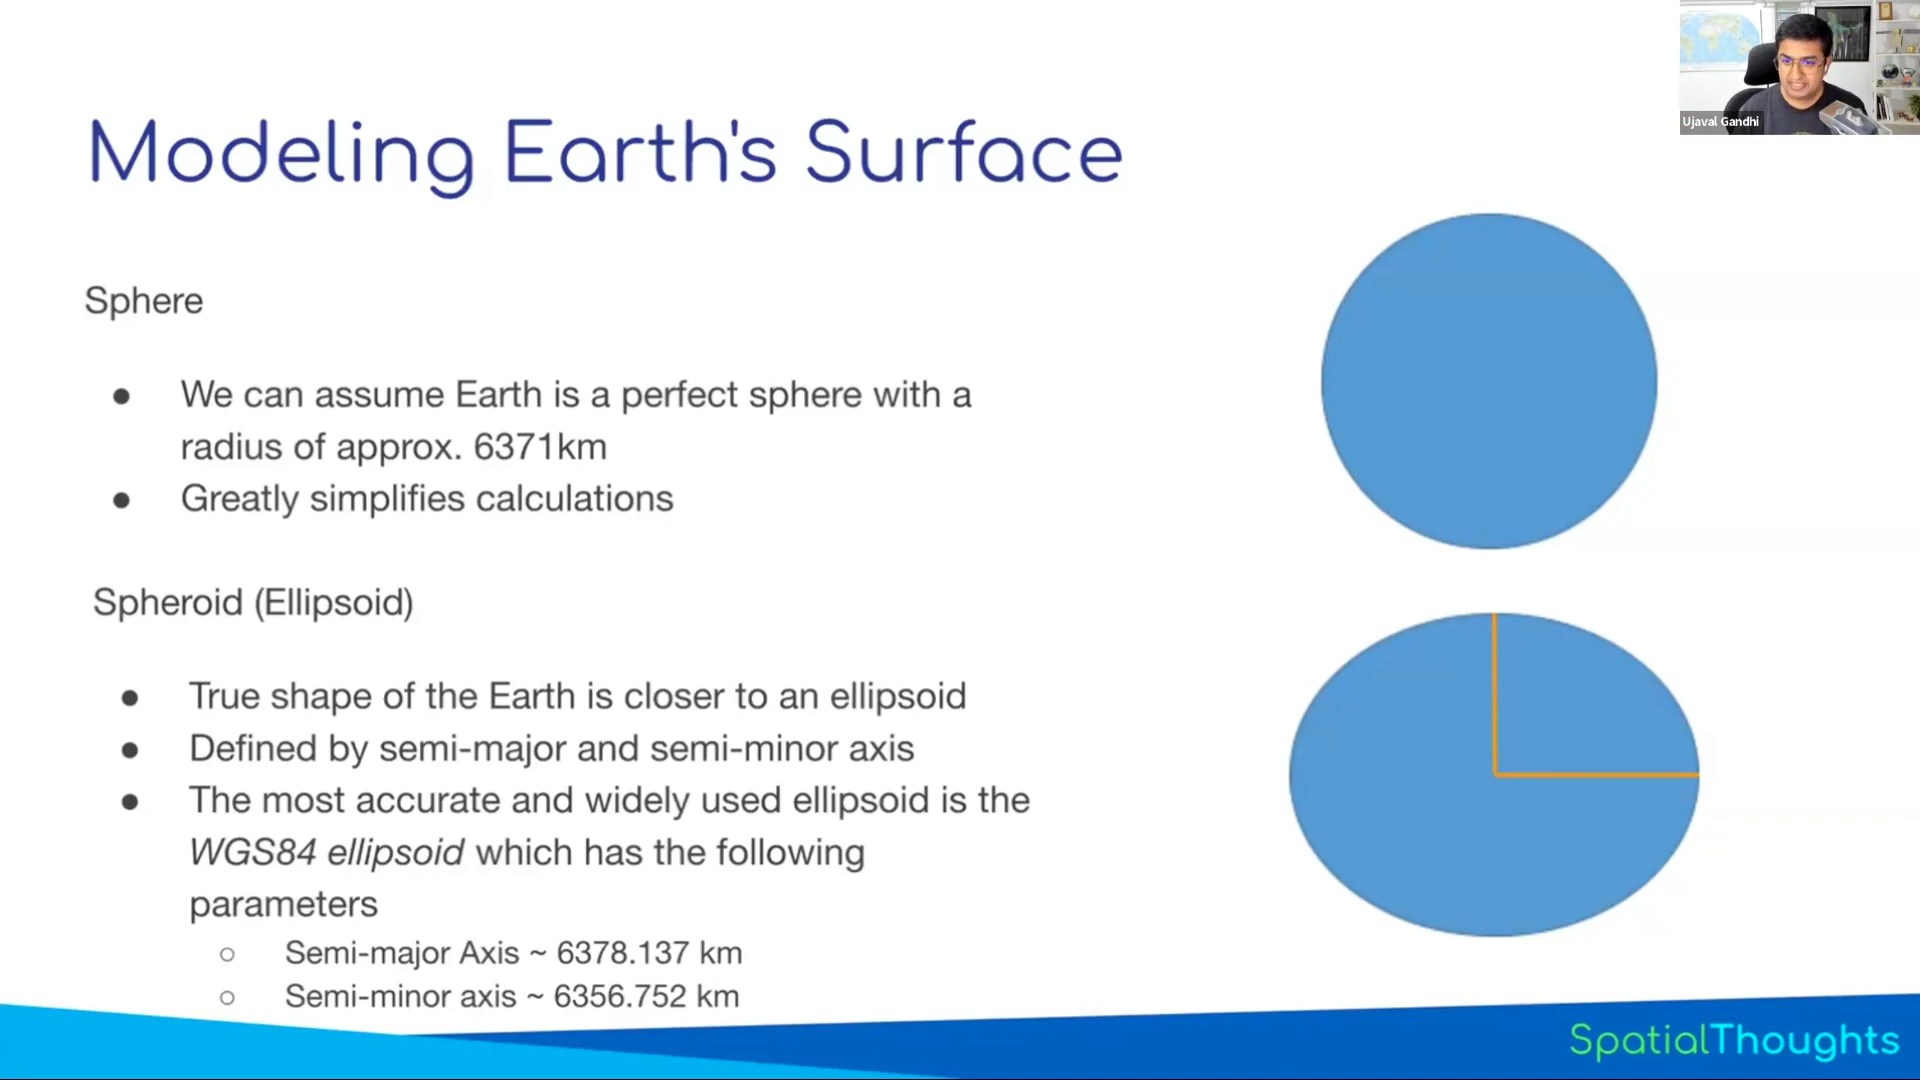 Ujaval Gandhi
Modeling Earth's Surface
Sphere
● We can assume Earth is a perfect sphere with a
radius of approx. 6371km
● Greatly simplifies calculations
Spheroid (Ellipsoid)
● True shape of the Earth is closer to an ellipsoid
● Defined by semi-major and semi-minor axis
● The most accurate and widely used ellipsoid is the
WGS84 ellipsoid which has the following
parameters
○ Semi-major Axis ~ 6378.137 km
○ Semi-minor axis ~ 6356.752 km
SpatialThoughts